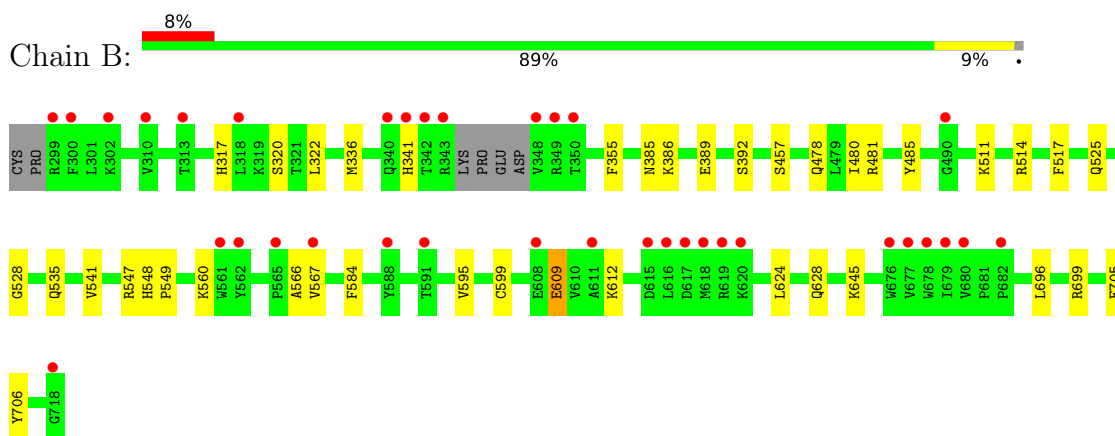 8%
Chain B:
89% 9%
CYS PRO R299 F300 L301 K302 V310 T313 H317 L318 K319 S320 T321 L322 M336 Q340 H341 T342 R343 LYS PRO GLU ASP V348 R349 T350 F355 N385 K386 E389 S392 S457 Q478 L479 I480 R481 Y485 G490 K511 R514 F517 Q525
G528 Q535 V541 R547 H548 P549 K560 W561 Y562 P565 A566 V567 F584 Y588 T591 V595 C599 E608 E609 V610 A611 K612 D615 L616 D617 M618 R619 K620 L624 Q628 K645 W676 V677 W678 I679 V680 P681 P682 L696 R699
Y706 G718